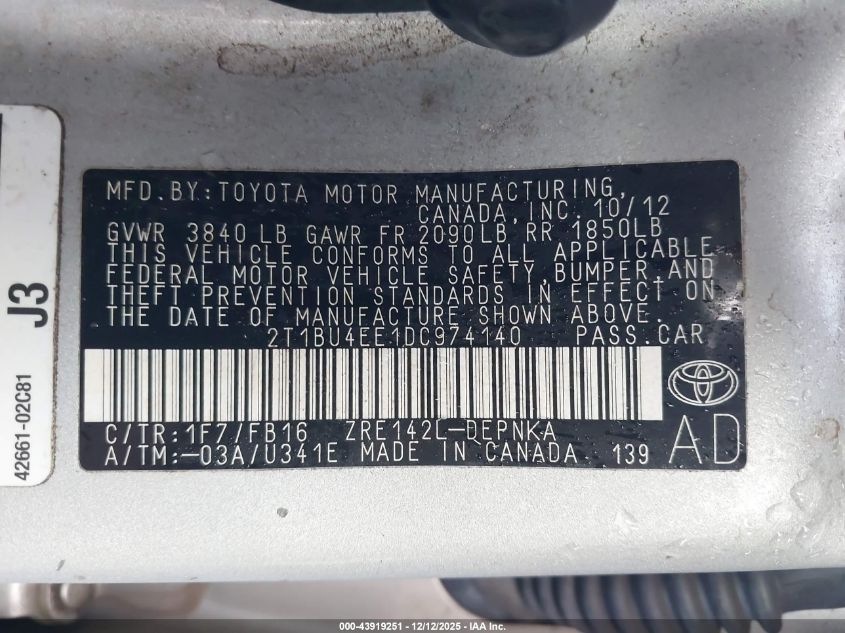 MFD. BY: TOYOTA MOTOR MANUFACTURING,
CANADA, INC. 10/12
GVWR 3840 LB GAWR FR 2090LB RR 1850LB
THIS VEHICLE CONFORMS TO ALL APPLICABLE
FEDERAL MOTOR VEHICLE SAFETY, BUMPER, AND
THEFT PREVENTION STANDARDS IN EFFECT ON
THE DATE OF MANUFACTURE SHOWN ABOVE.
2T1BU4EE1DC974140 PASS. CAR
C/TR: 1F7/FB16 ZRE142L-DEPNKA
A/TM: -03A/U341E MADE IN CANADA 139
AD
J3
42661-02C81
000-43919251 - 12/12/2025 - IAA Inc.